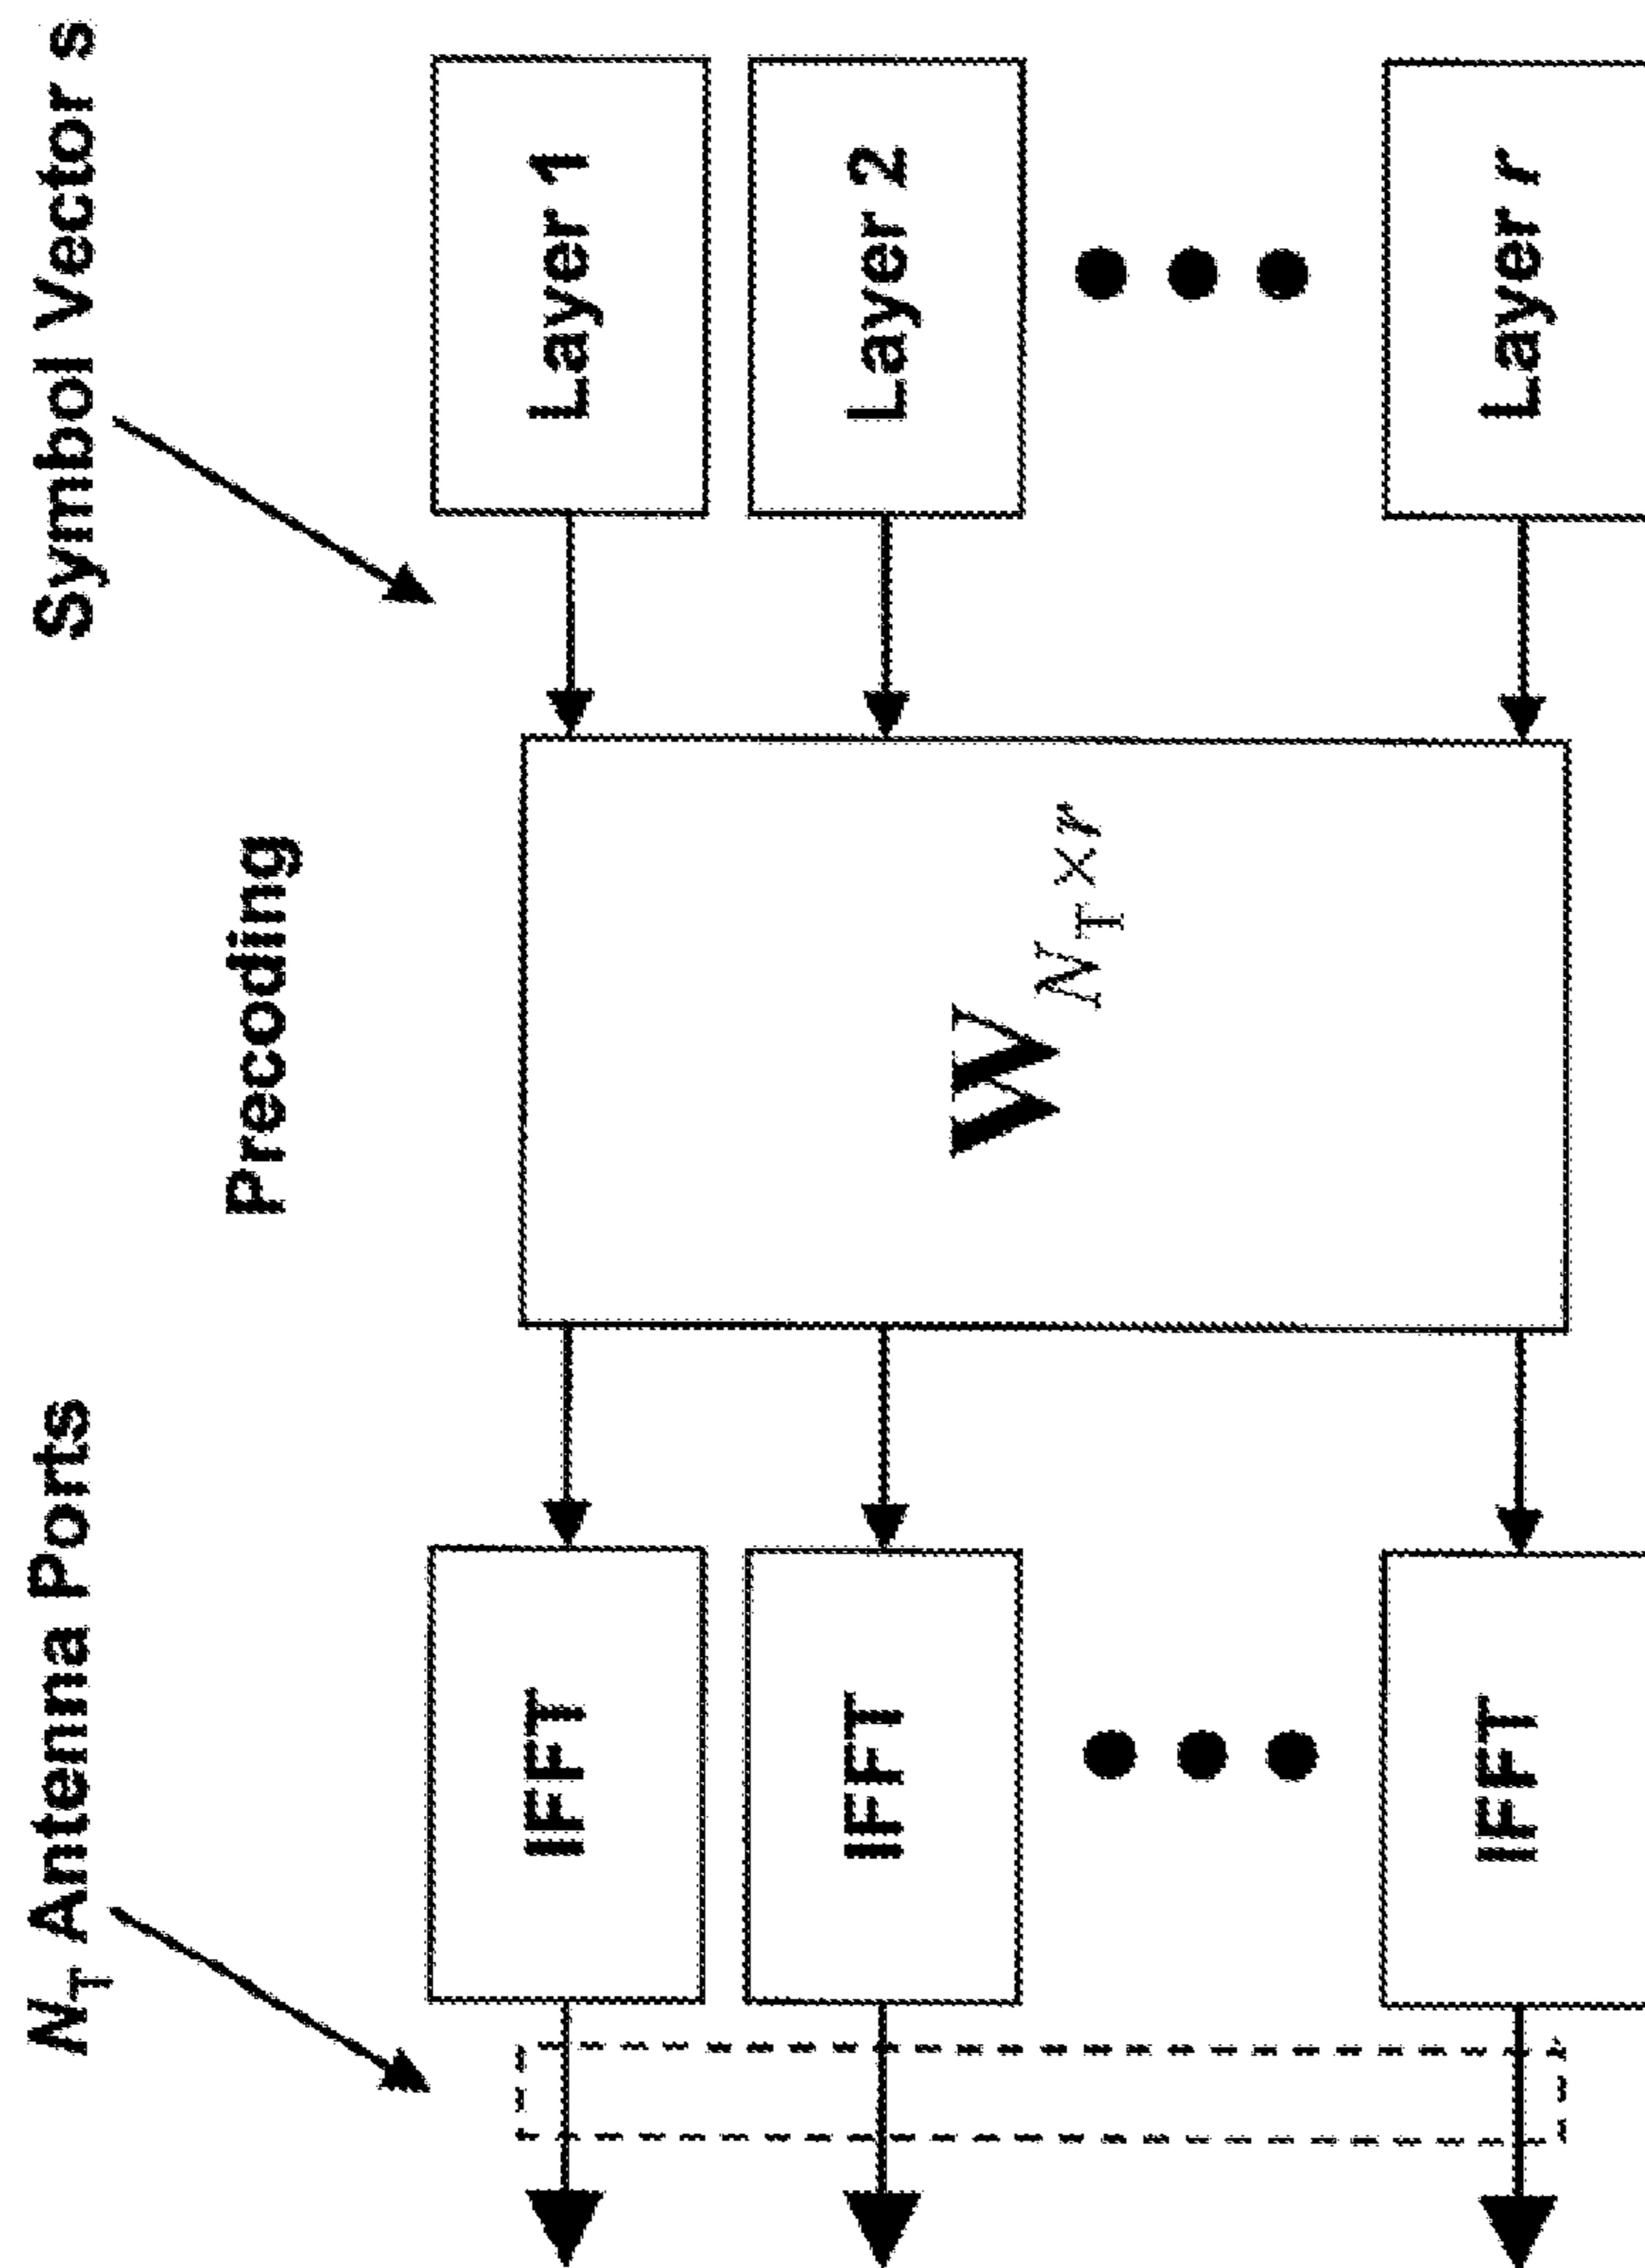 N_T Antenna Ports
Precoding
Symbol Vector s
IFFT
IFFT
IFFT
W_{N_T×r}
Layer 1
Layer 2
Layer r